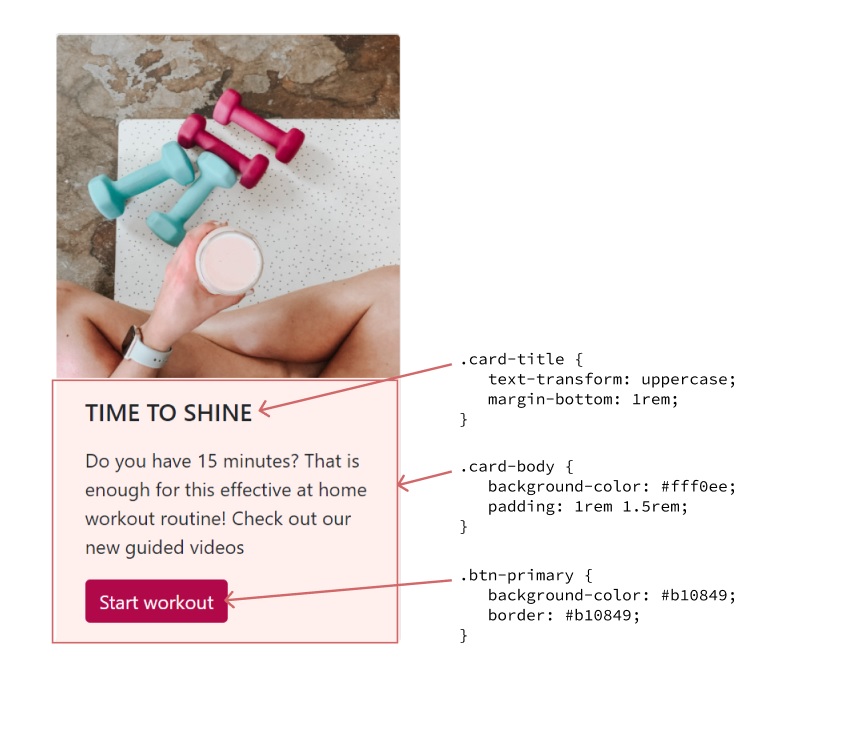 TIME TO SHINE
Do you have 15 minutes? That is
enough for this effective at home
workout routine! Check out our
new guided videos
Start workout
.card-title {
text-transform: uppercase;
margin-bottom: 1rem;
}
.card-body {
background-color: #fff0ee;
padding: 1rem 1.5rem;
}
.btn-primary {
background-color: #b10849;
border: #b10849;
}